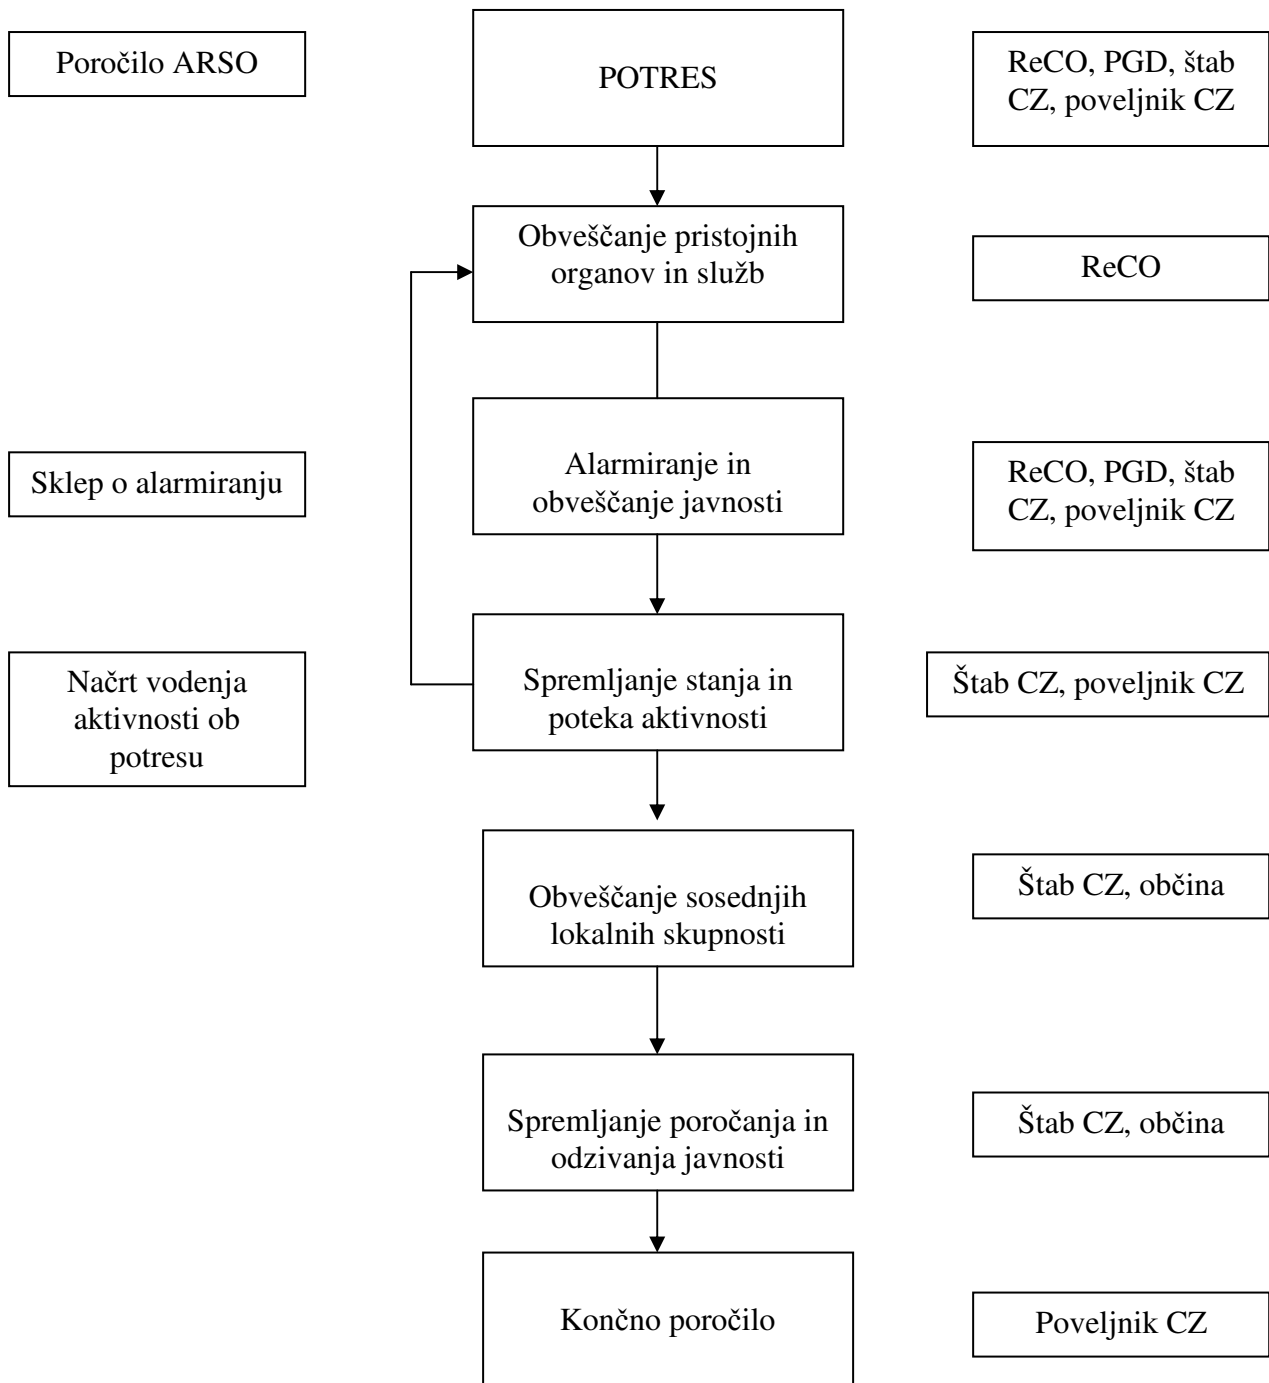 Poročilo ARSO
POTRES
ReCO, PGD, štab
CZ, poveljnik CZ
Obveščanje pristojnih
organov in služb
ReCO
Sklep o alarmiranju
Alarmiranje in
obveščanje javnosti
ReCO, PGD, štab
CZ, poveljnik CZ
Načrt vodenja
aktivnosti ob
potresu
Spremljanje stanja in
poteka aktivnosti
Štab CZ, poveljnik CZ
Obveščanje sosednjih
lokalnih skupnosti
Štab CZ, občina
Spremljanje poročanja in
odzivanja javnosti
Štab CZ, občina
Končno poročilo
Poveljnik CZ